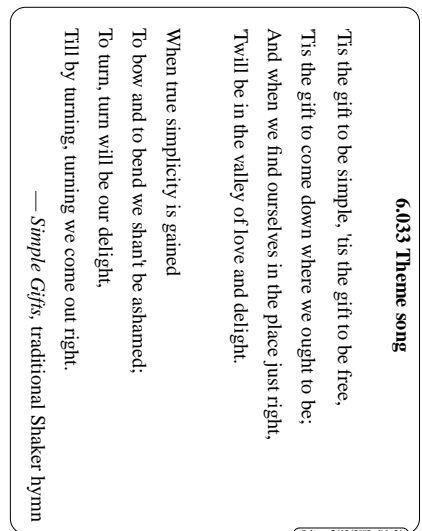 6.033 Theme song
'Tis the gift to be simple, 'tis the gift to be free,
'Tis the gift to come down where we ought to be;
And when we find ourselves in the place just right,
'Twill be in the valley of love and delight.
When true simplicity is gained
To bow and to bend we shan't be ashamed;
To turn, turn will be our delight,
Till by turning, turning we come out right.
— Simple Gifts, traditional Shaker hymn